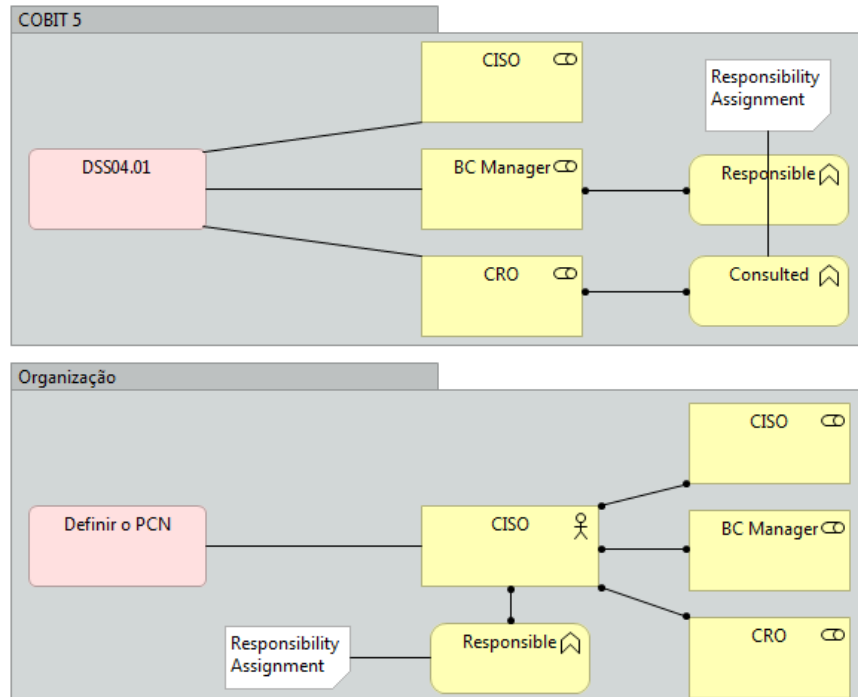 COBIT 5
CISO
Responsibility
Assignment
DSS04.01
BC Manager
Responsible
CRO
Consulted
Organização
CISO
Definir o PCN
CISO
BC Manager
Responsibility
Assignment
Responsible
CRO